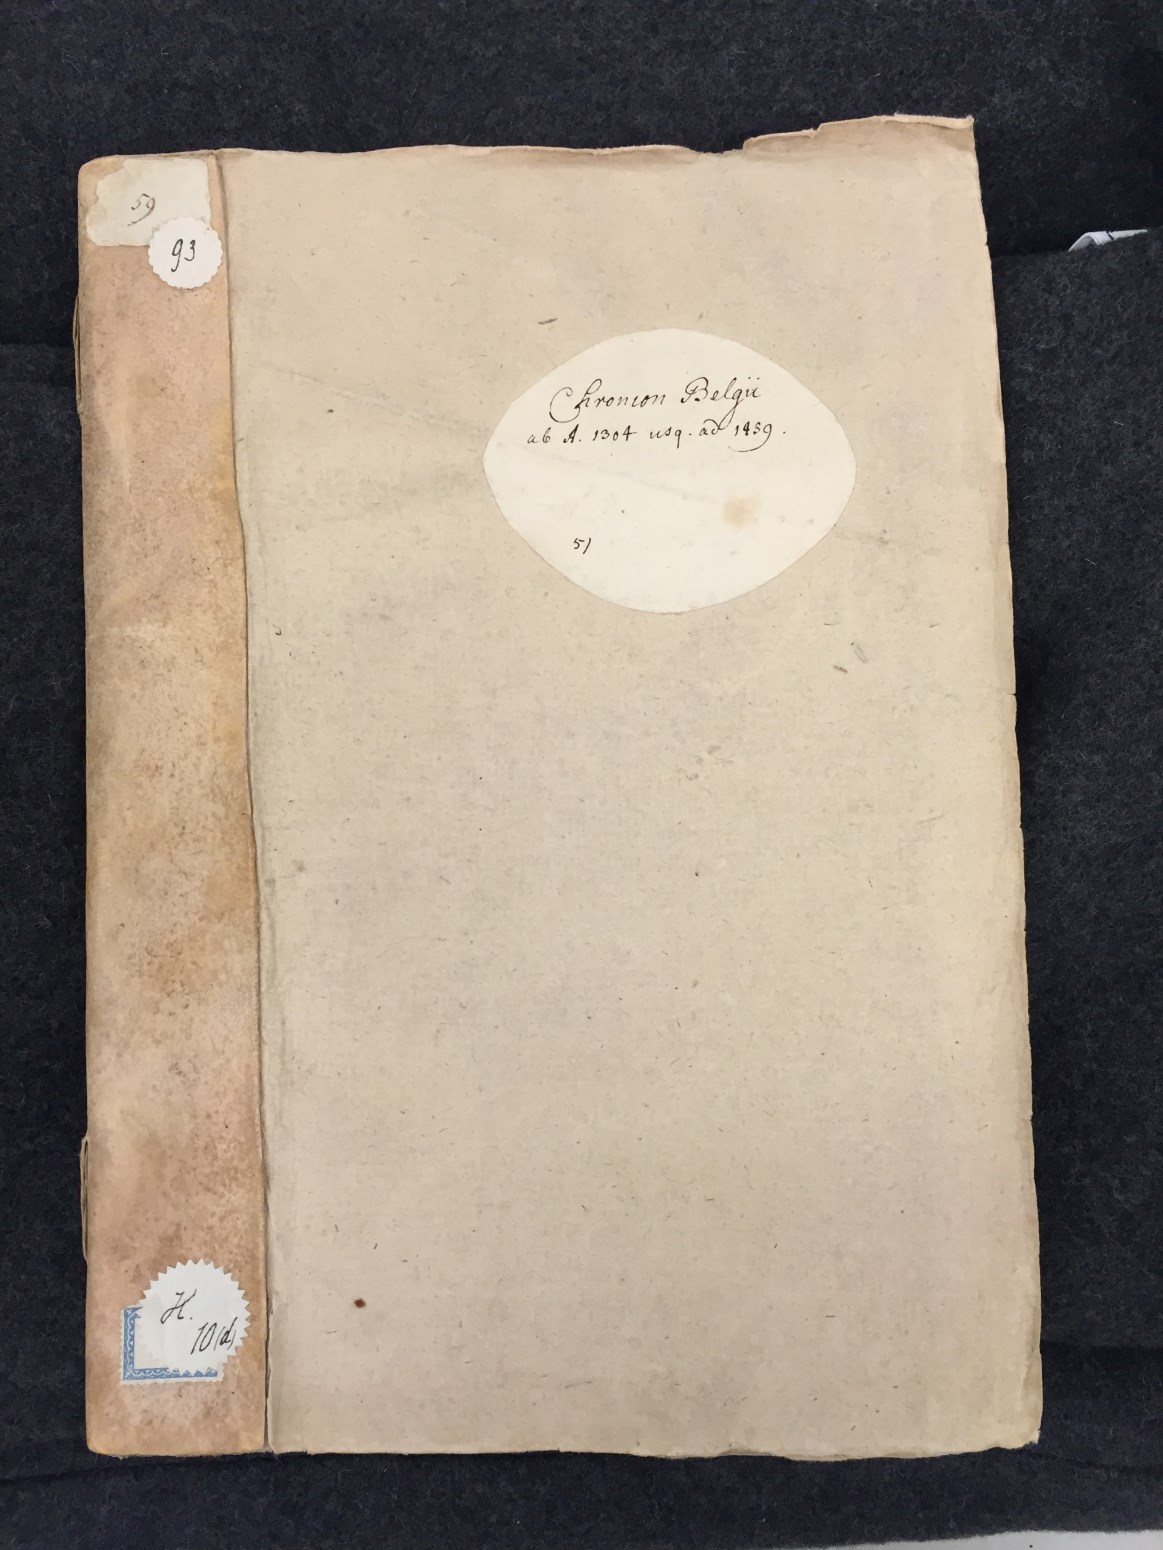 59
93
Chronicon Belgii
ab A. 1304 usq. ad 1459.
51
H.
10(d)